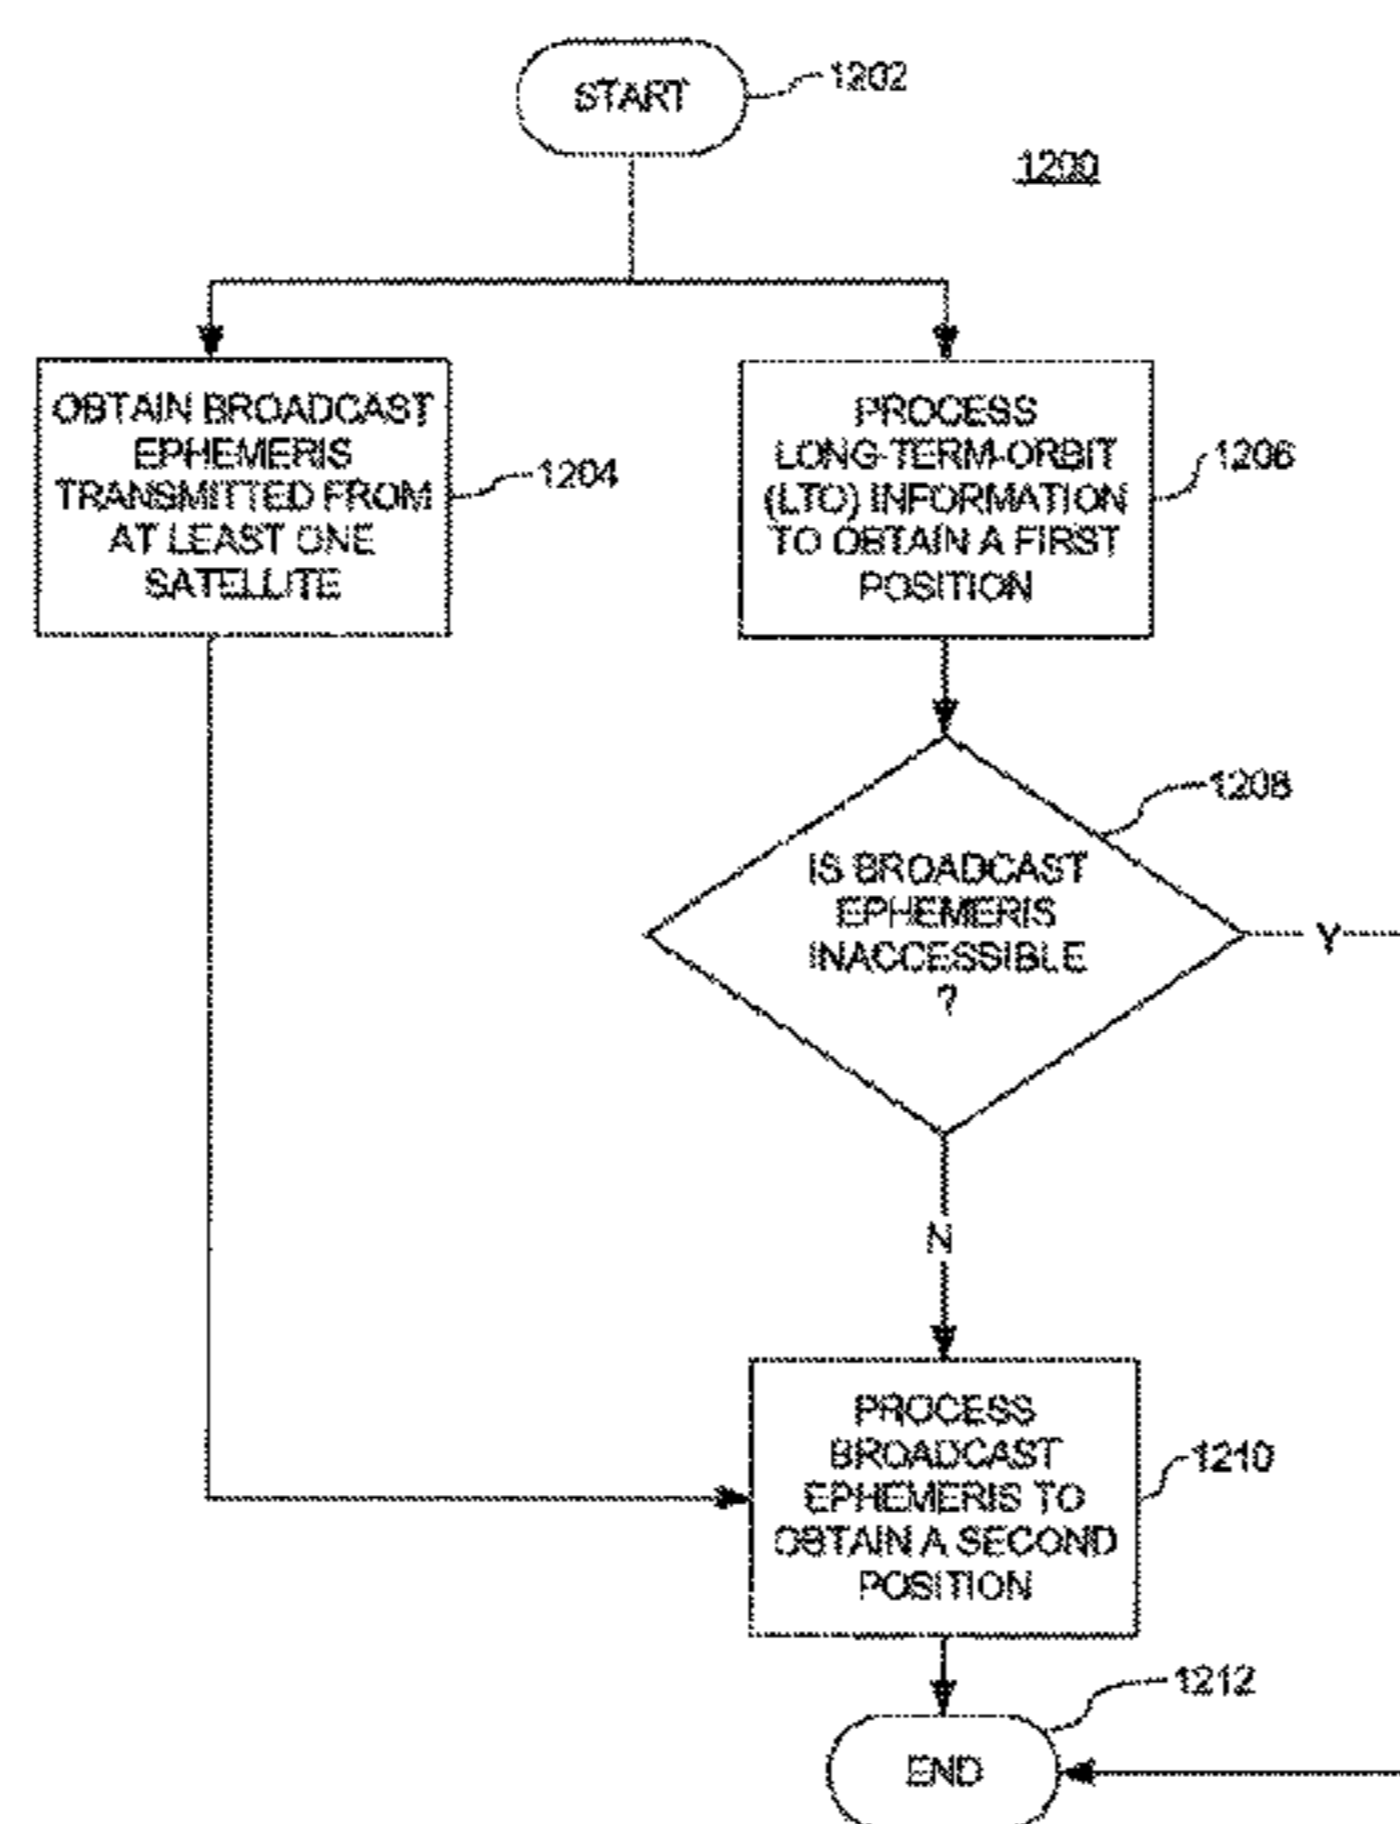 START
1202
1200
OBTAIN BROADCAST
EPHEMERIS
TRANSMITTED FROM
AT LEAST ONE
SATELLITE
1204
PROCESS
LONG-TERM-ORBIT
(LTO) INFORMATION
TO OBTAIN A FIRST
POSITION
1206
IS BROADCAST
EPHEMERIS
INACCESSIBLE
?
1208
Y
N
PROCESS
BROADCAST
EPHEMERIS TO
OBTAIN A SECOND
POSITION
1210
1212
END